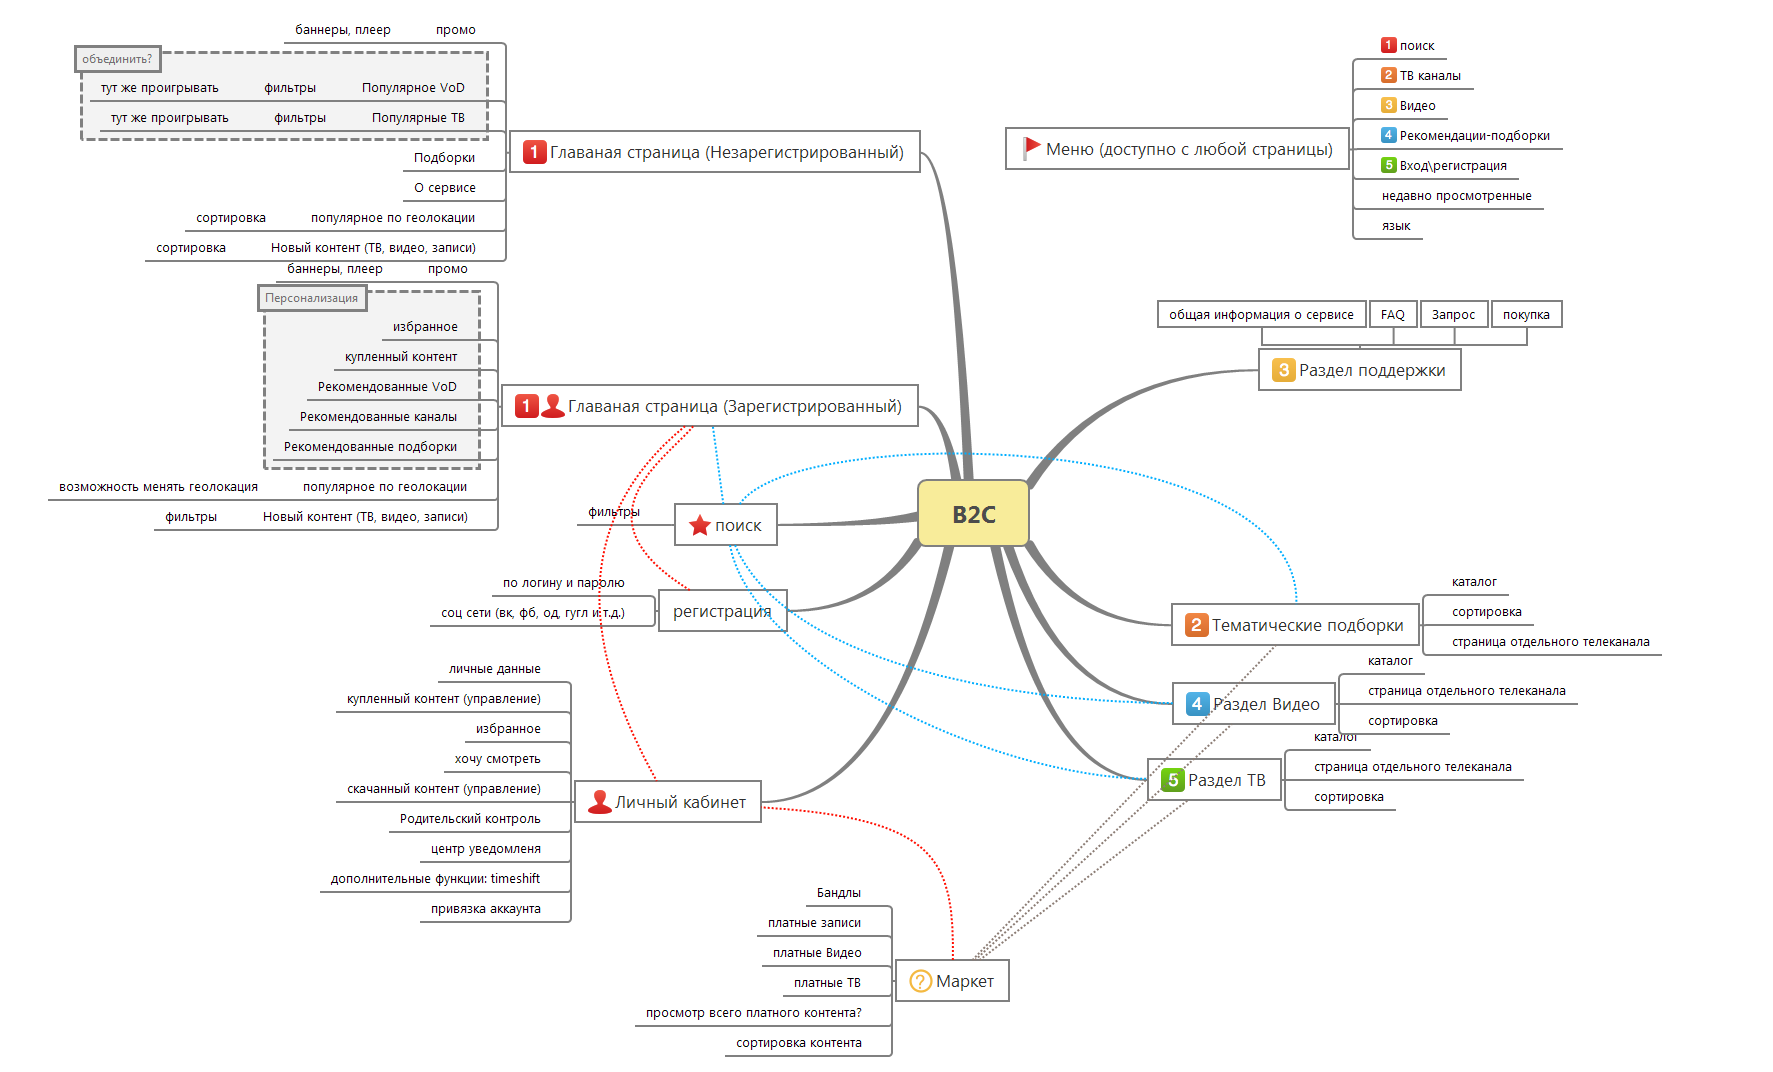 баннеры, плеер промо
объединить?
тут же проигрывать фильтры Популярное VoD
тут же проигрывать фильтры Популярные ТВ
Подборки
О сервисе
сортировка популярное по геолокации
сортировка Новый контент (ТВ, видео, записи)
1 Главаная страница (Незарегистрированный)
баннеры, плеер промо
Персонализация
избранное
купленный контент
Рекомендованные VoD
Рекомендованные каналы
Рекомендованные подборки
возможность менять геолокация популярное по геолокации
фильтры Новый контент (ТВ, видео, записи)
1 Главаная страница (Зарегистрированный)
фильтры
поиск
по логину и паролю
соц сети (вк, фб, од, гугл и.т.д.)
регистрация
личные данные
купленный контент (управление)
избранное
хочу смотреть
скачанный контент (управление)
Родительский контроль
центр уведомленя
дополнительные функции: timeshift
привязка аккаунта
Личный кабинет
Бандлы
платные записи
платные Видео
платные ТВ
просмотр всего платного контента?
сортировка контента
? Маркет
B2C
Меню (доступно с любой страницы)
1 поиск
2 ТВ каналы
3 Видео
4 Рекомендации-подборки
5 Вход\регистрация
недавно просмотренные
язык
общая информация о сервисе FAQ Запрос покупка
3 Раздел поддержки
2 Тематические подборки
каталог
сортировка
страница отдельного телеканала
4 Раздел Видео
каталог
страница отдельного телеканала
сортировка
5 Раздел ТВ
каталог
страница отдельного телеканала
сортировка